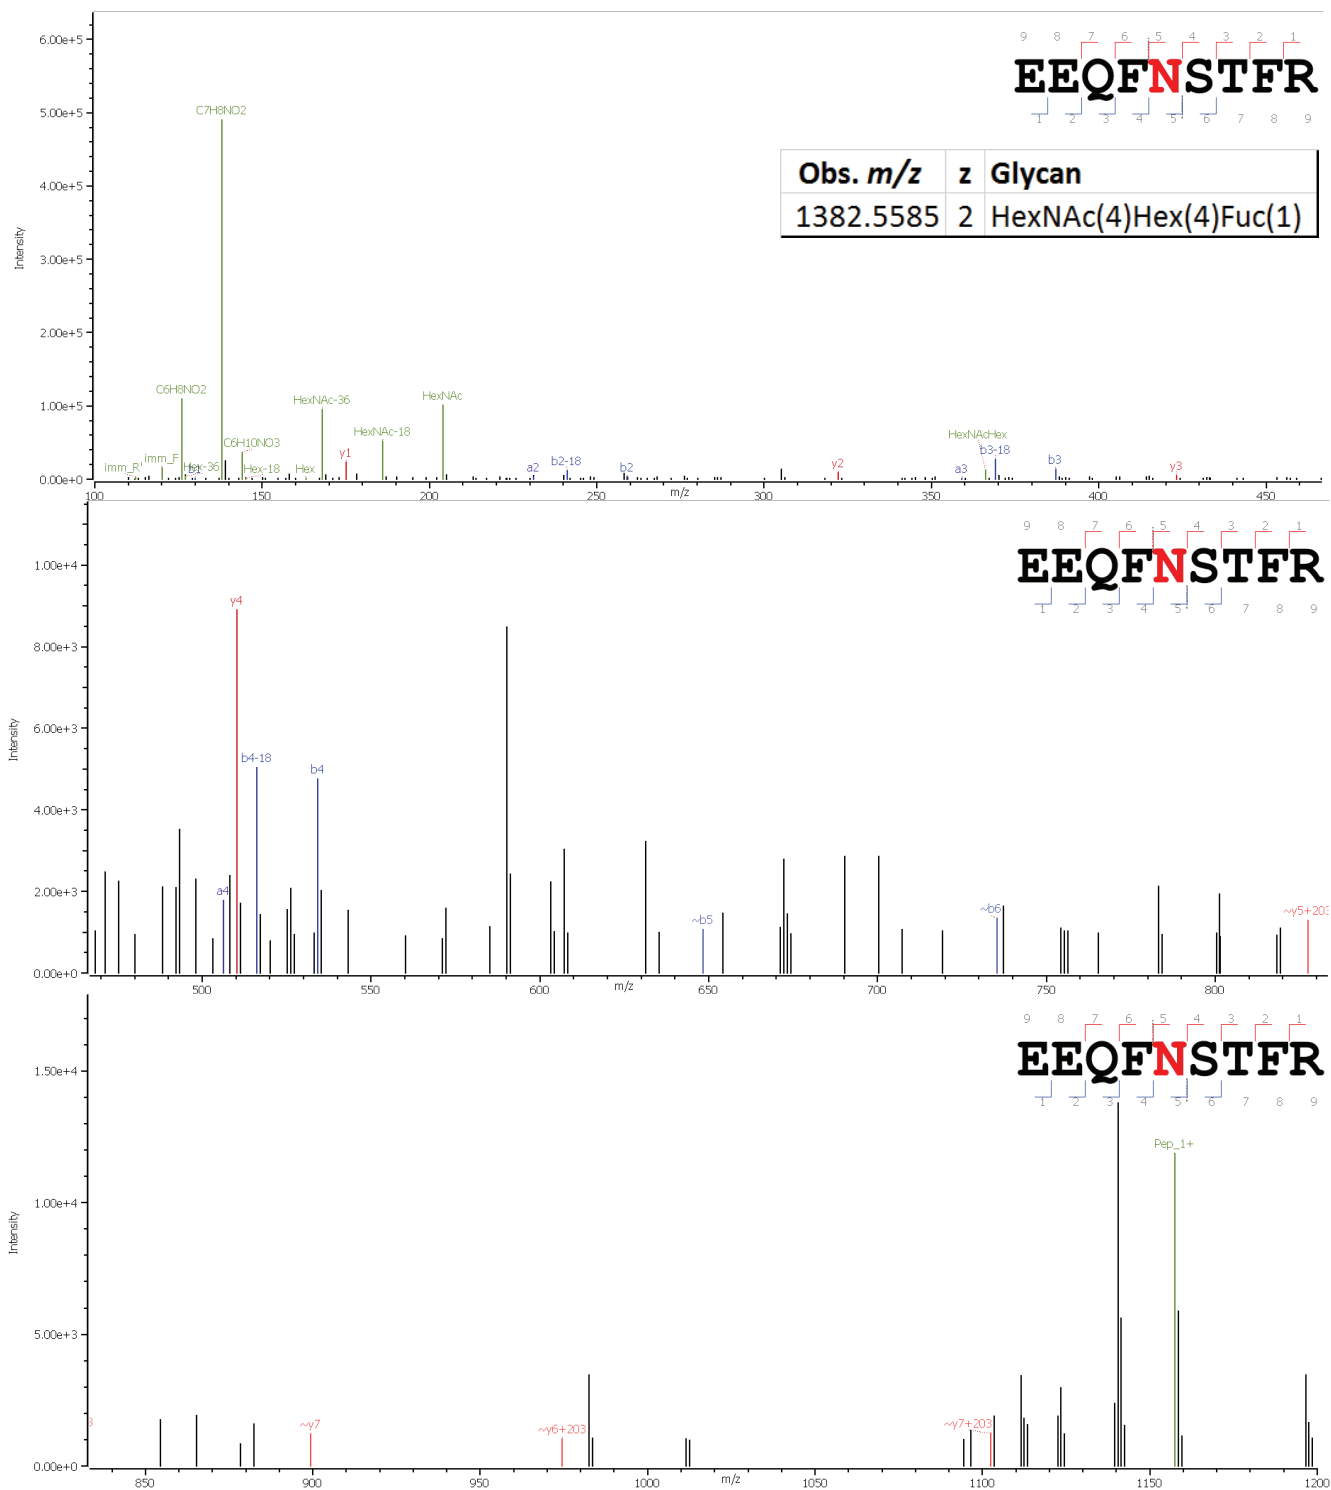 6.00e+5
5.00e+5
4.00e+5
3.00e+5
2.00e+5
1.00e+5
0.00e+0
Intensity
9 8 7 6 5 4 3 2 1
EEQFNSTFR
1 2 3 4 5 6 7 8 9
Obs. m/z z Glycan
1382.5585 2 HexNAc(4)Hex(4)Fuc(1)
C7H8NO2
C6H8NO2
HexNAc-36
HexNAc
HexNAc-18
C6H10NO3
HexNAcHex
imm_R' imm_F Hex-36 b1 Hex-18 Hex y1 a2 b2-18 b2 y2 a3 b3-18 b3 y3
100 150 200 250 300 350 400 450
m/z
1.00e+4
8.00e+3
6.00e+3
4.00e+3
2.00e+3
0.00e+0
Intensity
9 8 7 6 5 4 3 2 1
EEQFNSTFR
1 2 3 4 5 6 7 8 9
y4
b4-18 b4
a4 ~b5 ~b6 ~y5+203
500 550 600 650 700 750 800
m/z
1.50e+4
1.00e+4
5.00e+3
0.00e+0
Intensity
9 8 7 6 5 4 3 2 1
EEQFNSTFR
1 2 3 4 5 6 7 8 9
Pep_1+
3 ~y7 ~y6+203 ~y7+203
850 900 950 1000 1050 1100 1150 1200
m/z